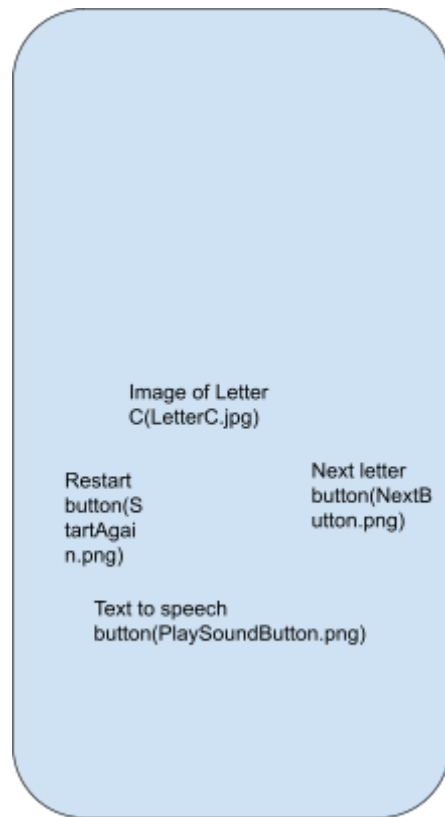 Image of Letter
C(LetterC.jpg)
Restart
button(S
tartAgai
n.png)
Next letter
button(NextB
utton.png)
Text to speech
button(PlaySoundButton.png)